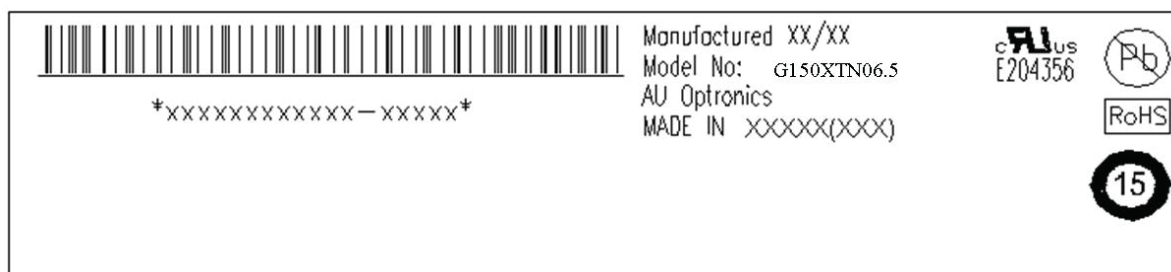 *XXXXXXXXXXXX-XXXXX*
Manufactured XX/XX
Model No: G150XTN06.5
AU Optronics
MADE IN XXXXX(XXX)
c RU us
E204356
Pb
RoHS
15